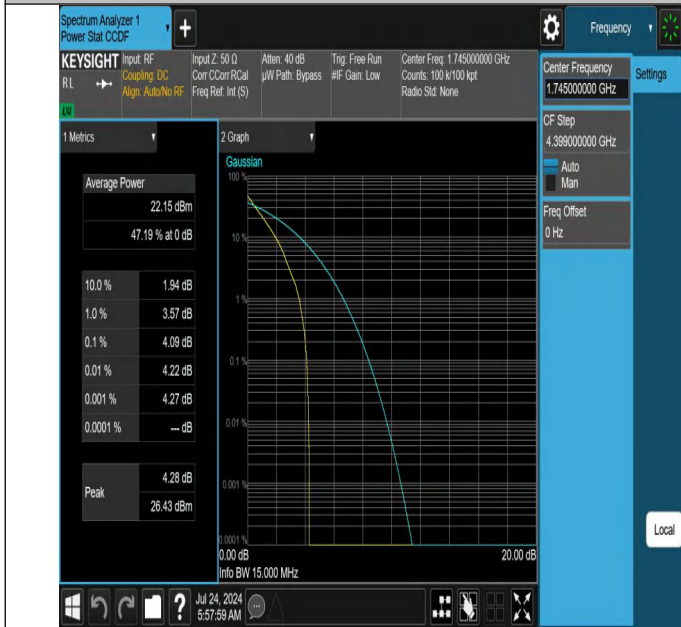 Spectrum Analyzer 1
Power Stat CCDF
+
Frequency
KEYSIGHT
RL
LXI
Input: RF
Coupling: DC
Align: Auto/No RF
Input Z: 50 Ω
Corr CCorr RCal
Freq Ref: Int (S)
Atten: 40 dB
µW Path: Bypass
Trig: Free Run
#IF Gain: Low
Center Freq: 1.745000000 GHz
Counts: 100 k/100 kpt
Radio Std: None
Center Frequency
1.745000000 GHz
Settings
CF Step
4.399000000 GHz
Auto
Man
Freq Offset
0 Hz
1 Metrics
Average Power
22.15 dBm
47.19 % at 0 dB
10.0 % 1.94 dB
1.0 % 3.57 dB
0.1 % 4.09 dB
0.01 % 4.22 dB
0.001 % 4.27 dB
0.0001 % --- dB
Peak
4.28 dB
26.43 dBm
2 Graph
Gaussian
100 %
10 %
1 %
0.1 %
0.01 %
0.001 %
0.0001 %
0.00 dB 20.00 dB
Info BW 15.000 MHz
Local
?
Jul 24, 2024
5:57:59 AM